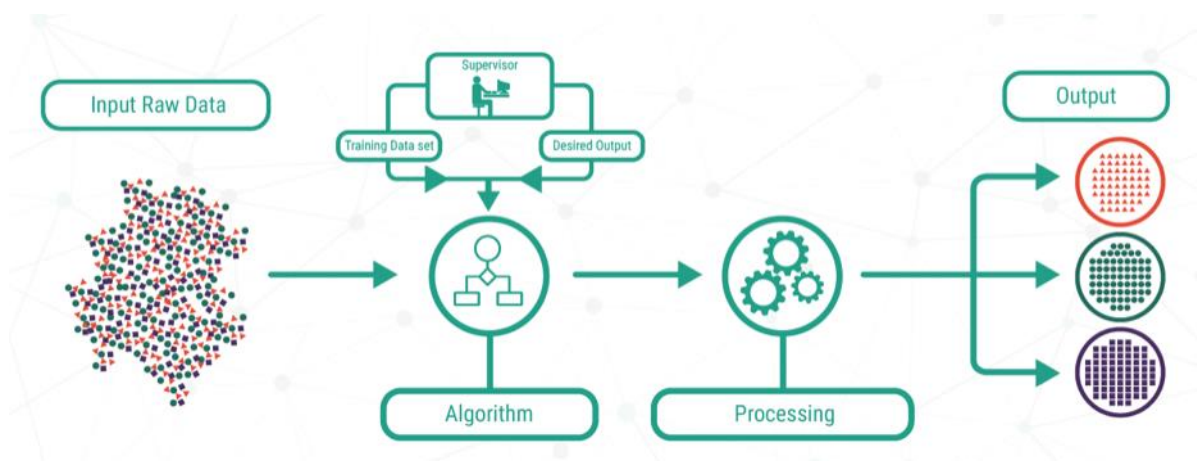 Input Raw Data
Supervisor
Training Data set
Desired Output
Output
Algorithm
Processing